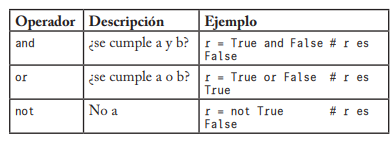 Operador Descripción Ejemplo
and ¿se cumple a y b? r = True and False # r es
False
or ¿se cumple a o b? r = True or False # r es
True
not No a r = not True # r es
False